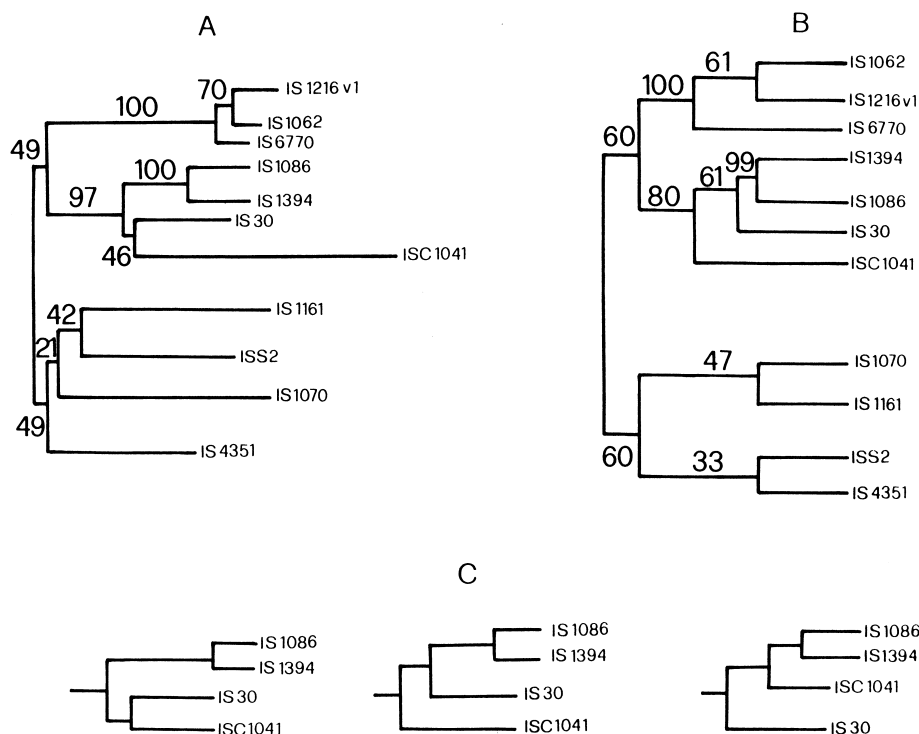 A
70
IS1216v1
100
IS1062
IS6770
49
100
IS1086
97
IS1394
IS30
46
ISC1041
42
IS1161
21
ISS2
IS1070
49
IS4351
B
61
IS1062
100
IS1216v1
IS6770
60
99
IS1394
61
80
IS1086
IS30
ISC1041
47
IS1070
IS1161
60
33
ISS2
IS4351
C
IS1086
IS1394
IS30
ISC1041
IS1086
IS1394
IS30
ISC1041
IS1086
IS1394
ISC1041
IS30